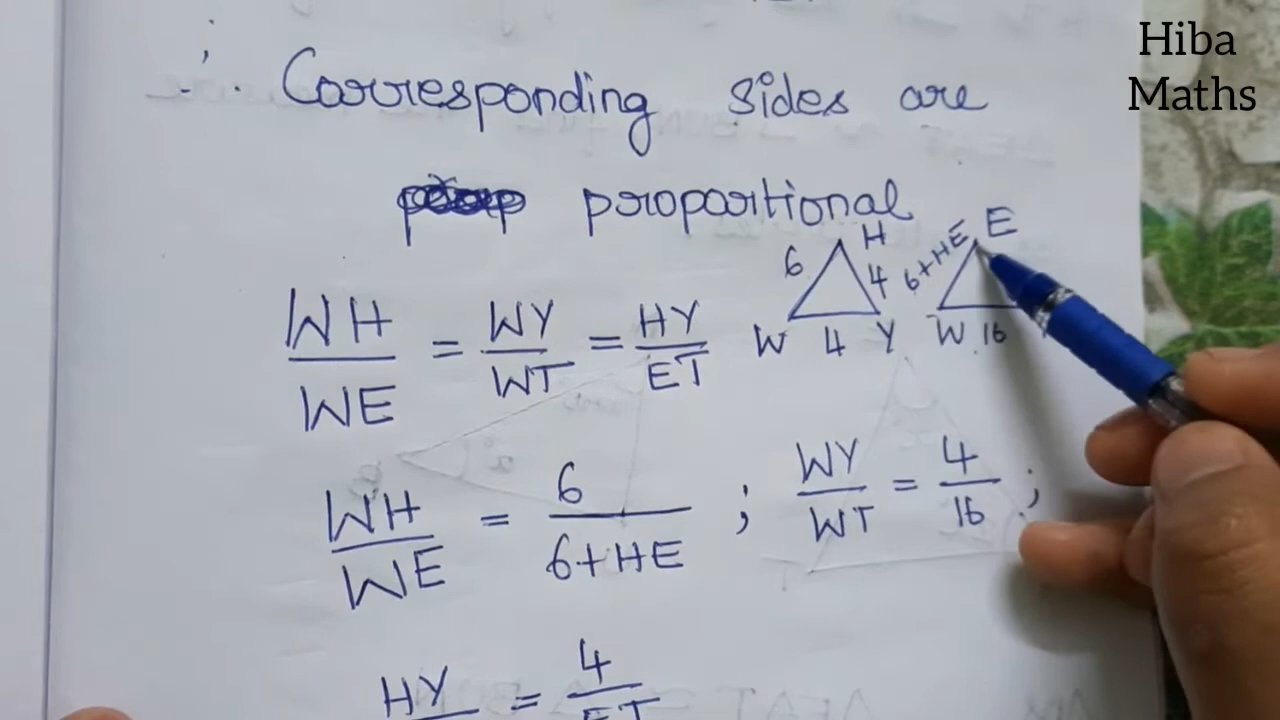 Hiba
Maths
∴ Corresponding sides are
proportional
WH/WE = WY/WT = HY/ET
6 H 4 W 4 Y
6+HE E W 16
WH/WE = 6/6+HE ; WY/WT = 4/16 ;
HY = 4/ET